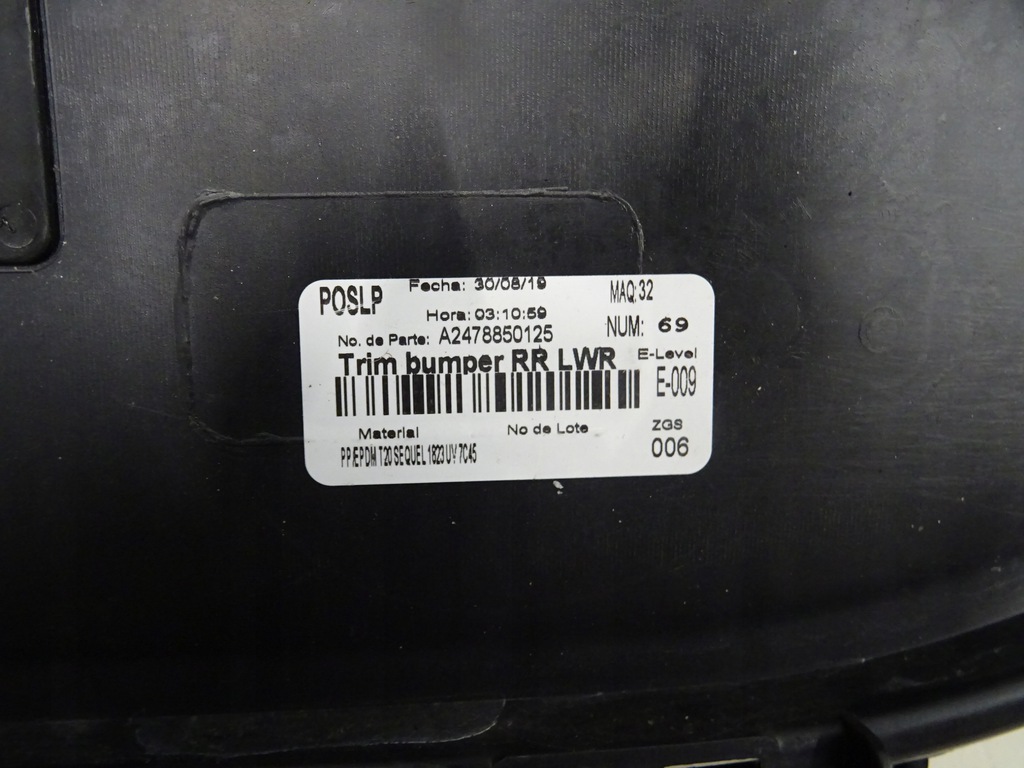 POSLP Fecha: 30/08/19 MAQ:32
Hora: 03:10:59
No. de Parte: A2478850125 NUM: 69
Trim bumper RR LWR E-Level
E-009
Material No de Lote ZGS
PP/EPDM T20 SEQUEL 1823 UV 7C45 006